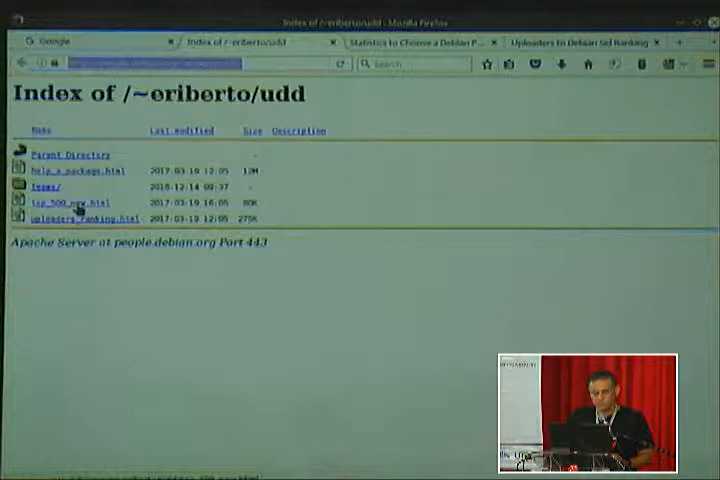 Index of /~eriberto/udd - Mozilla Firefox
Google
Index of /~eriberto/udd
Statistics to Choose a Debian P...
Uploaders to Debian Sid Ranking
Search
Index of /~eriberto/udd
Name Last modified Size Description
Parent Directory -
help_a_package.html 2017-03-19 12:05 12M
teams/ 2016-12-14 09:37 -
top_500_new.html 2017-03-19 16:05 80K
uploaders_ranking.html 2017-03-19 12:05 275K
Apache Server at people.debian.org Port 443